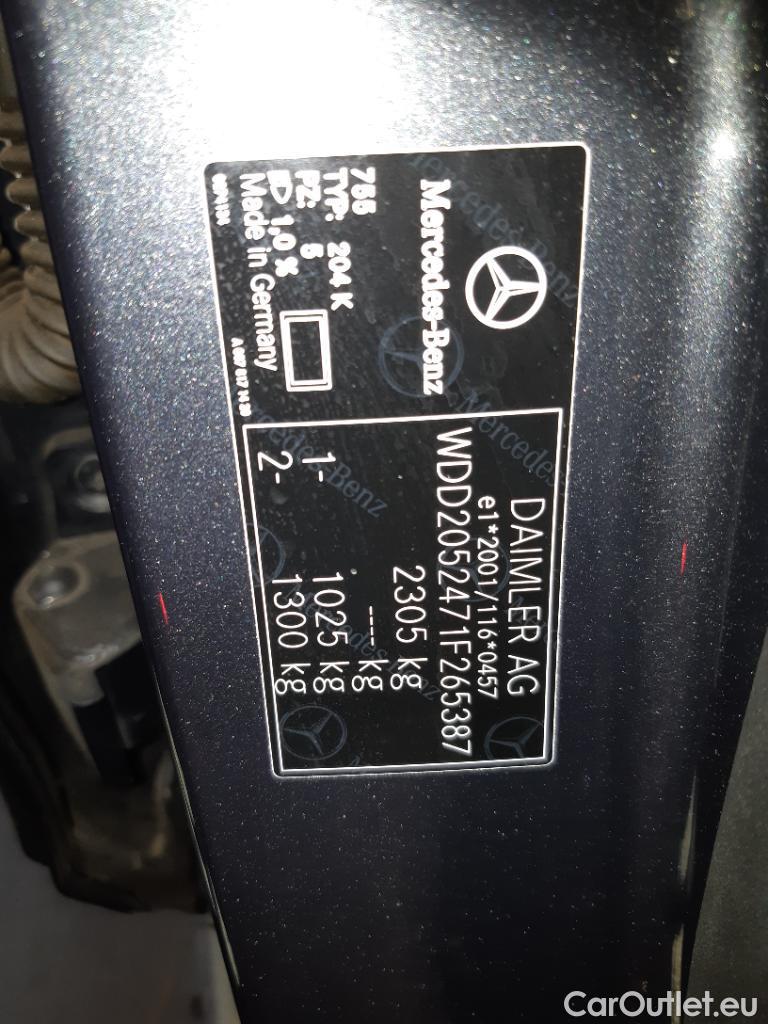 Mercedes-Benz
755
TYP: 204 K
PZ: 5
D 1,0 %
Made in Germany
DAIMLER AG
e1*2001/116*0457
WDD2052471F265387
2305 kg
---- kg
1- 1025 kg
2- 1300 kg
CarOutlet.eu